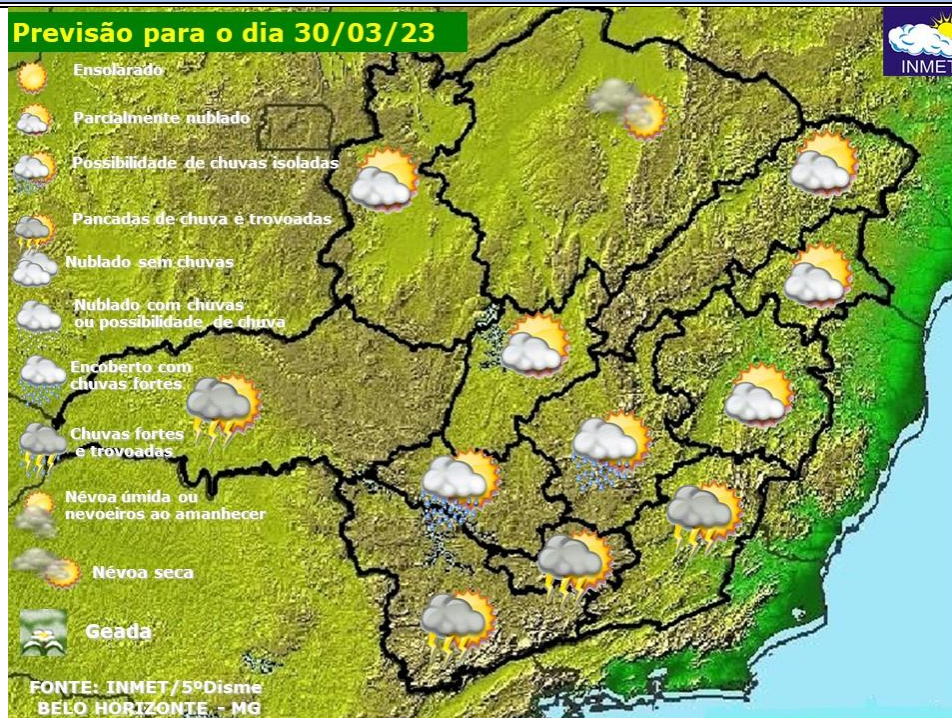 Previsão para o dia 30/03/23
INMET
Ensolarado
Parcialmente nublado
Possibilidade de chuvas isoladas
Pancadas de chuva e trovoadas
Nublado sem chuvas
Nublado com chuvas
ou possibilidade de chuva
Encoberto com
chuvas fortes
Chuvas fortes
e trovoadas
Névoa úmida ou
nevoeiros ao amanhecer
Névoa seca
Geada
FONTE: INMET/5ºDisme
BELO HORIZONTE - MG